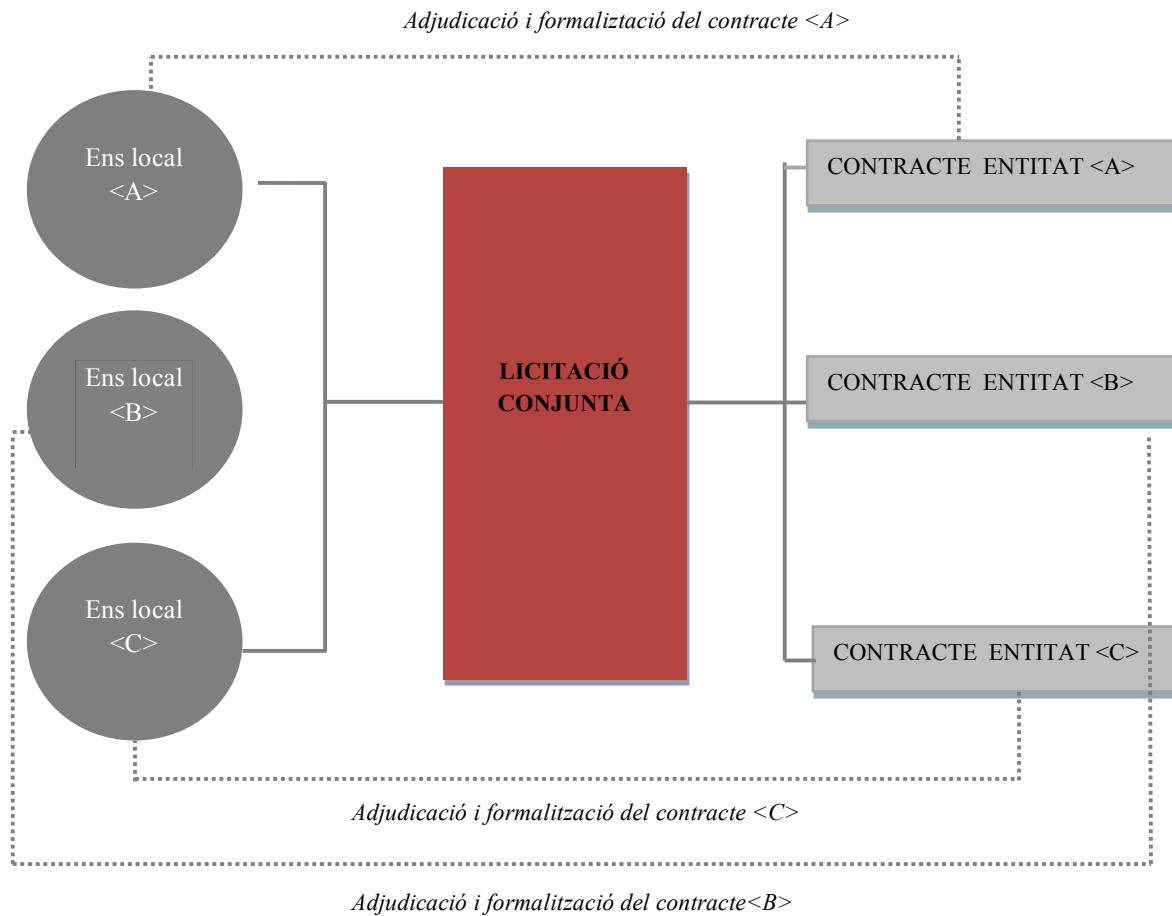 Adjudicació i formaliztació del contracte <A>
Ens local
<A>
CONTRACTE ENTITAT <A>
Ens local
<B>
LICITACIÓ
CONJUNTA
CONTRACTE ENTITAT <B>
Ens local
<C>
CONTRACTE ENTITAT <C>
Adjudicació i formalització del contracte <C>
Adjudicació i formalització del contracte<B>